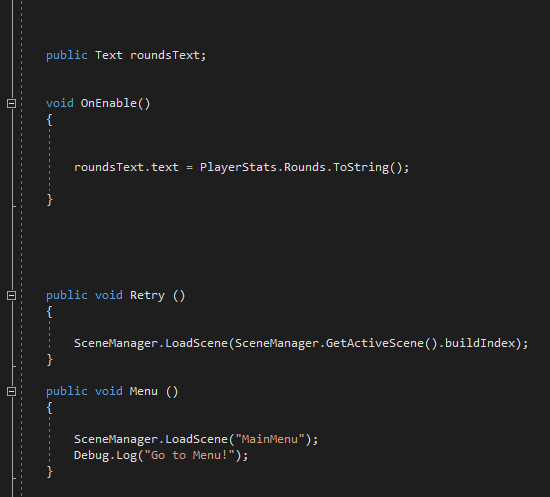 public Text roundsText;
void OnEnable()
{
roundsText.text = PlayerStats.Rounds.ToString();
}
public void Retry ()
{
SceneManager.LoadScene(SceneManager.GetActiveScene().buildIndex);
}
public void Menu ()
{
SceneManager.LoadScene("MainMenu");
Debug.Log("Go to Menu!");
}